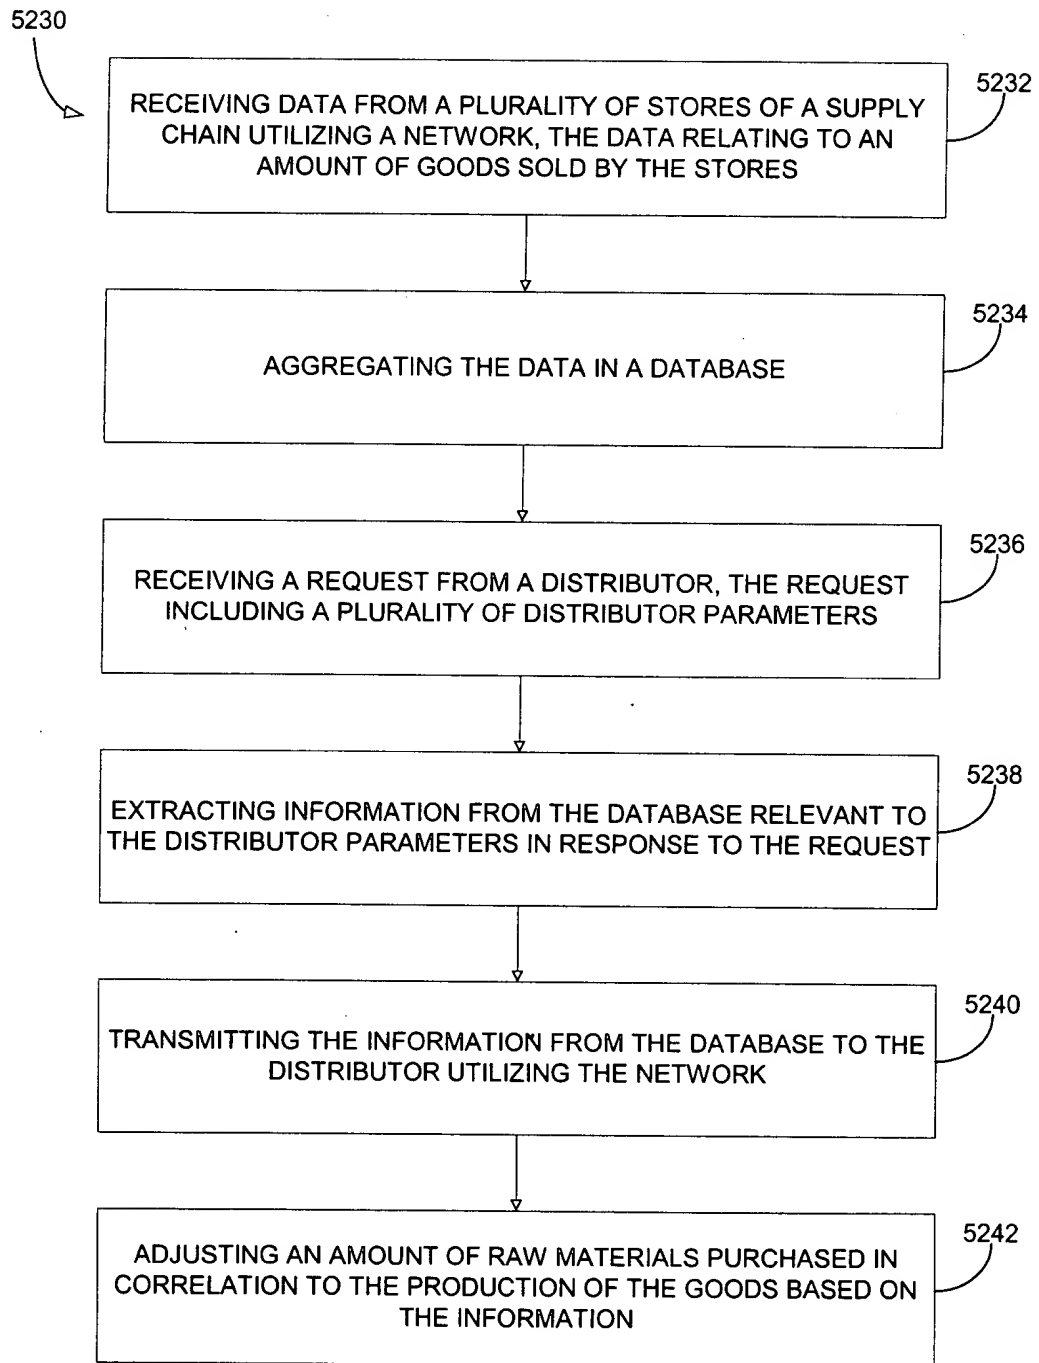 5230
RECEIVING DATA FROM A PLURALITY OF STORES OF A SUPPLY
CHAIN UTILIZING A NETWORK, THE DATA RELATING TO AN
AMOUNT OF GOODS SOLD BY THE STORES
5232
AGGREGATING THE DATA IN A DATABASE
5234
RECEIVING A REQUEST FROM A DISTRIBUTOR, THE REQUEST
INCLUDING A PLURALITY OF DISTRIBUTOR PARAMETERS
5236
EXTRACTING INFORMATION FROM THE DATABASE RELEVANT TO
THE DISTRIBUTOR PARAMETERS IN RESPONSE TO THE REQUEST
5238
TRANSMITTING THE INFORMATION FROM THE DATABASE TO THE
DISTRIBUTOR UTILIZING THE NETWORK
5240
ADJUSTING AN AMOUNT OF RAW MATERIALS PURCHASED IN
CORRELATION TO THE PRODUCTION OF THE GOODS BASED ON
THE INFORMATION
5242